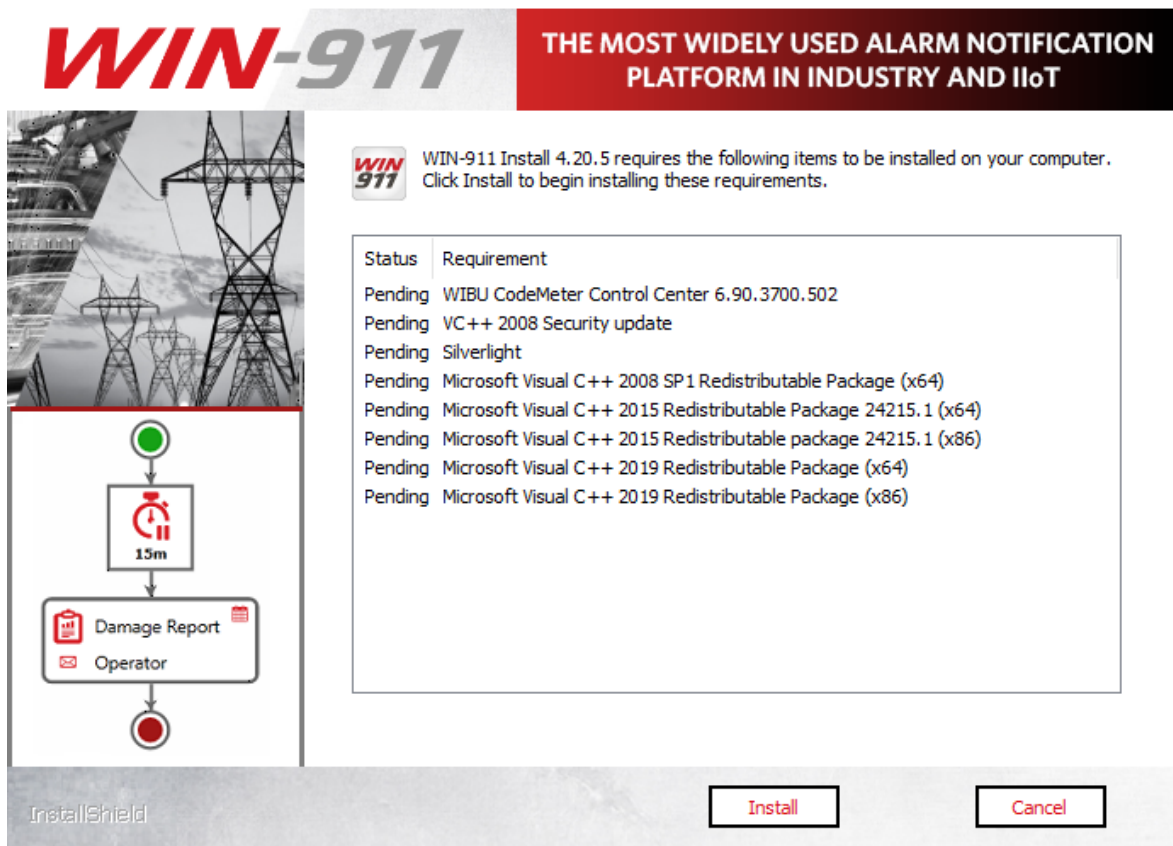 WIN-911
THE MOST WIDELY USED ALARM NOTIFICATION
PLATFORM IN INDUSTRY AND IIoT
WIN
911
WIN-911 Install 4.20.5 requires the following items to be installed on your computer.
Click Install to begin installing these requirements.
Status Requirement
Pending WIBU CodeMeter Control Center 6.90.3700.502
Pending VC++ 2008 Security update
Pending Silverlight
Pending Microsoft Visual C++ 2008 SP1 Redistributable Package (x64)
Pending Microsoft Visual C++ 2015 Redistributable Package 24215.1 (x64)
Pending Microsoft Visual C++ 2015 Redistributable package 24215.1 (x86)
Pending Microsoft Visual C++ 2019 Redistributable Package (x64)
Pending Microsoft Visual C++ 2019 Redistributable Package (x86)
15m
Damage Report
Operator
InstallShield
Install
Cancel